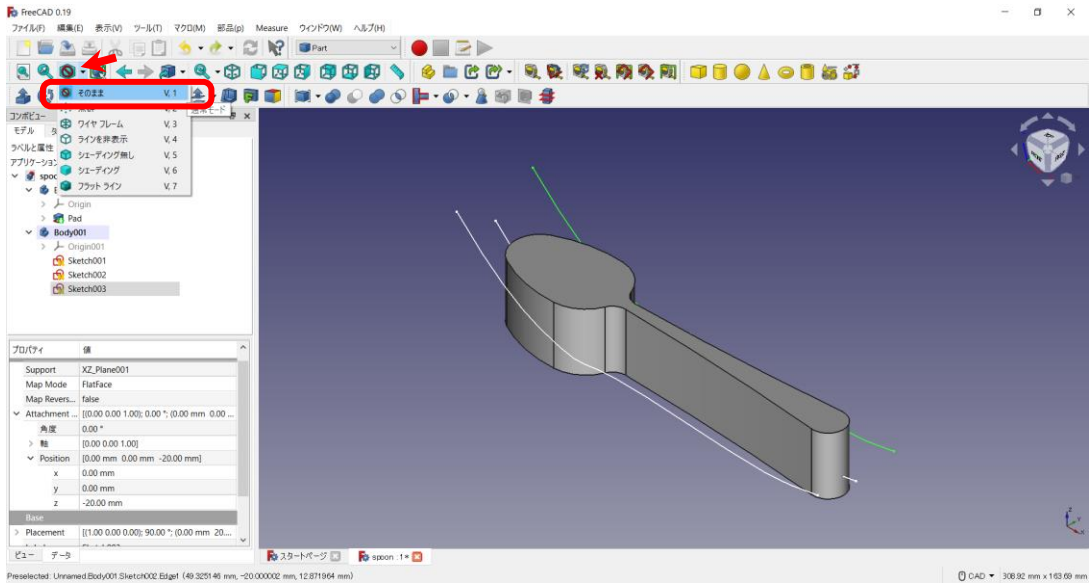 FreeCAD 0.19
ファイル(F) 編集(E) 表示(V) ツール(T) マクロ(M) 部品(p) Measure ウィンドウ(W) ヘルプ(H)
Part
そのまま V, 1
V, 2
通常モード
ワイヤ フレーム V, 3
ラインを非表示 V, 4
シェーディング無し V, 5
シェーディング V, 6
フラット ライン V, 7
コンボビュー
モデル
ラベルと属性
アプリケーション
spoo
Origin
Pad
Body001
Origin001
Sketch001
Sketch002
Sketch003
プロパティ 値
Support XZ_Plane001
Map Mode FlatFace
Map Revers... false
Attachment ... [(0.00 0.00 1.00); 0.00 °; (0.00 mm 0.00 ...
角度 0.00 °
軸 [0.00 0.00 1.00]
Position [0.00 mm 0.00 mm -20.00 mm]
x 0.00 mm
y 0.00 mm
z -20.00 mm
Base
Placement [(1.00 0.00 0.00); 90.00 °; (0.00 mm 20....
ビュー データ
スタートページ spoon : 1*
Preselected: Unnamed.Body001.Sketch002.Edge1 (49.325146 mm, -20.000002 mm, 12.871964 mm)
CAD 308.92 mm x 163.69 mm